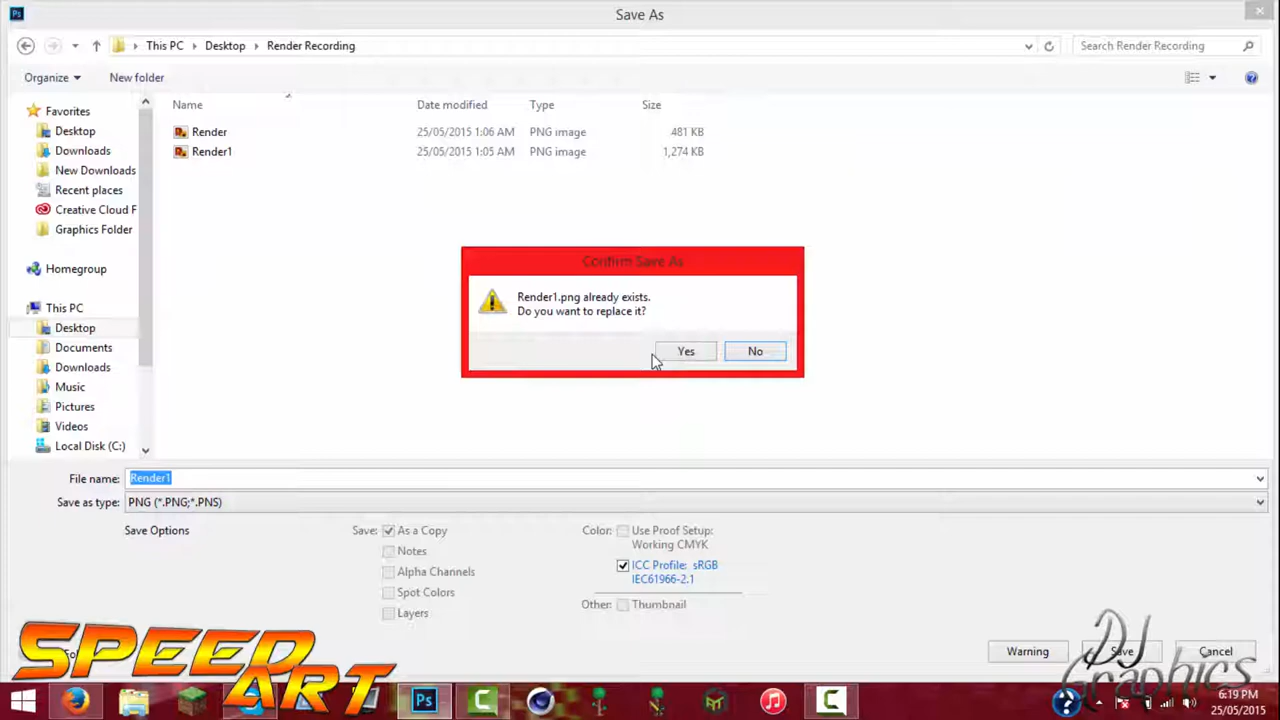 Save As
This PC
Desktop
Render Recording
Search Render Recording
Organize
New folder
Name
Date modified
Type
Size
Favorites
Desktop
Downloads
New Downloads
Recent places
Creative Cloud F
Graphics Folder
Homegroup
This PC
Desktop
Documents
Downloads
Music
Pictures
Videos
Local Disk (C:)
Render 25/05/2015 1:06 AM PNG image 481 KB
Render1 25/05/2015 1:05 AM PNG image 1,274 KB
Confirm Save As
Render1.png already exists.
Do you want to replace it?
Yes
No
File name: Render1
Save as type: PNG (*.PNG;*.PNS)
Save Options
Save: As a Copy
Notes
Alpha Channels
Spot Colors
Layers
Color: Use Proof Setup:
Working CMYK
ICC Profile: sRGB
IEC61966-2.1
Other: Thumbnail
Warning
Save
Cancel
SPEED
ART
DJ
Graphics
Ps
6:19 PM
25/05/2015